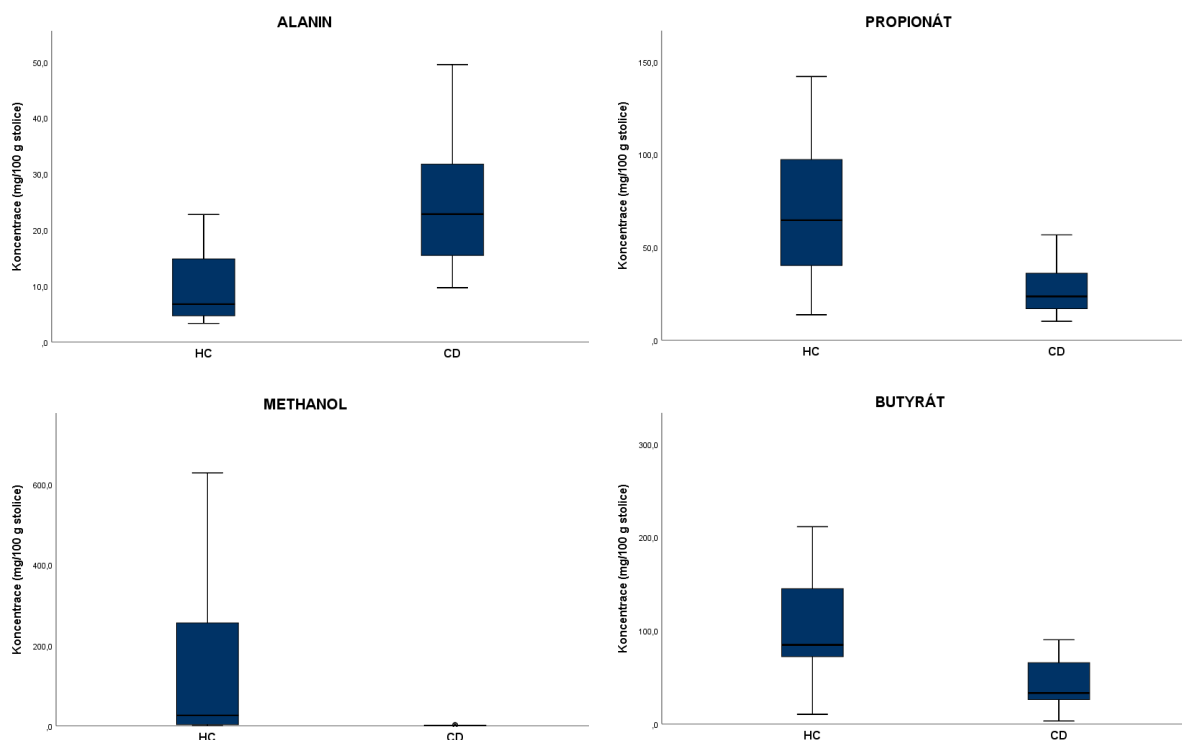 ALANIN
Koncentrace (mg/100 g stolice)
50,0
40,0
30,0
20,0
10,0
,0
HC
CD
PROPIONÁT
Koncentrace (mg/100 g stolice)
150,0
100,0
50,0
,0
HC
CD
METHANOL
Koncentrace (mg/100 g stolice)
600,0
400,0
200,0
,0
HC
CD
BUTYRÁT
Koncentrace (mg/100 g stolice)
300,0
200,0
100,0
,0
HC
CD